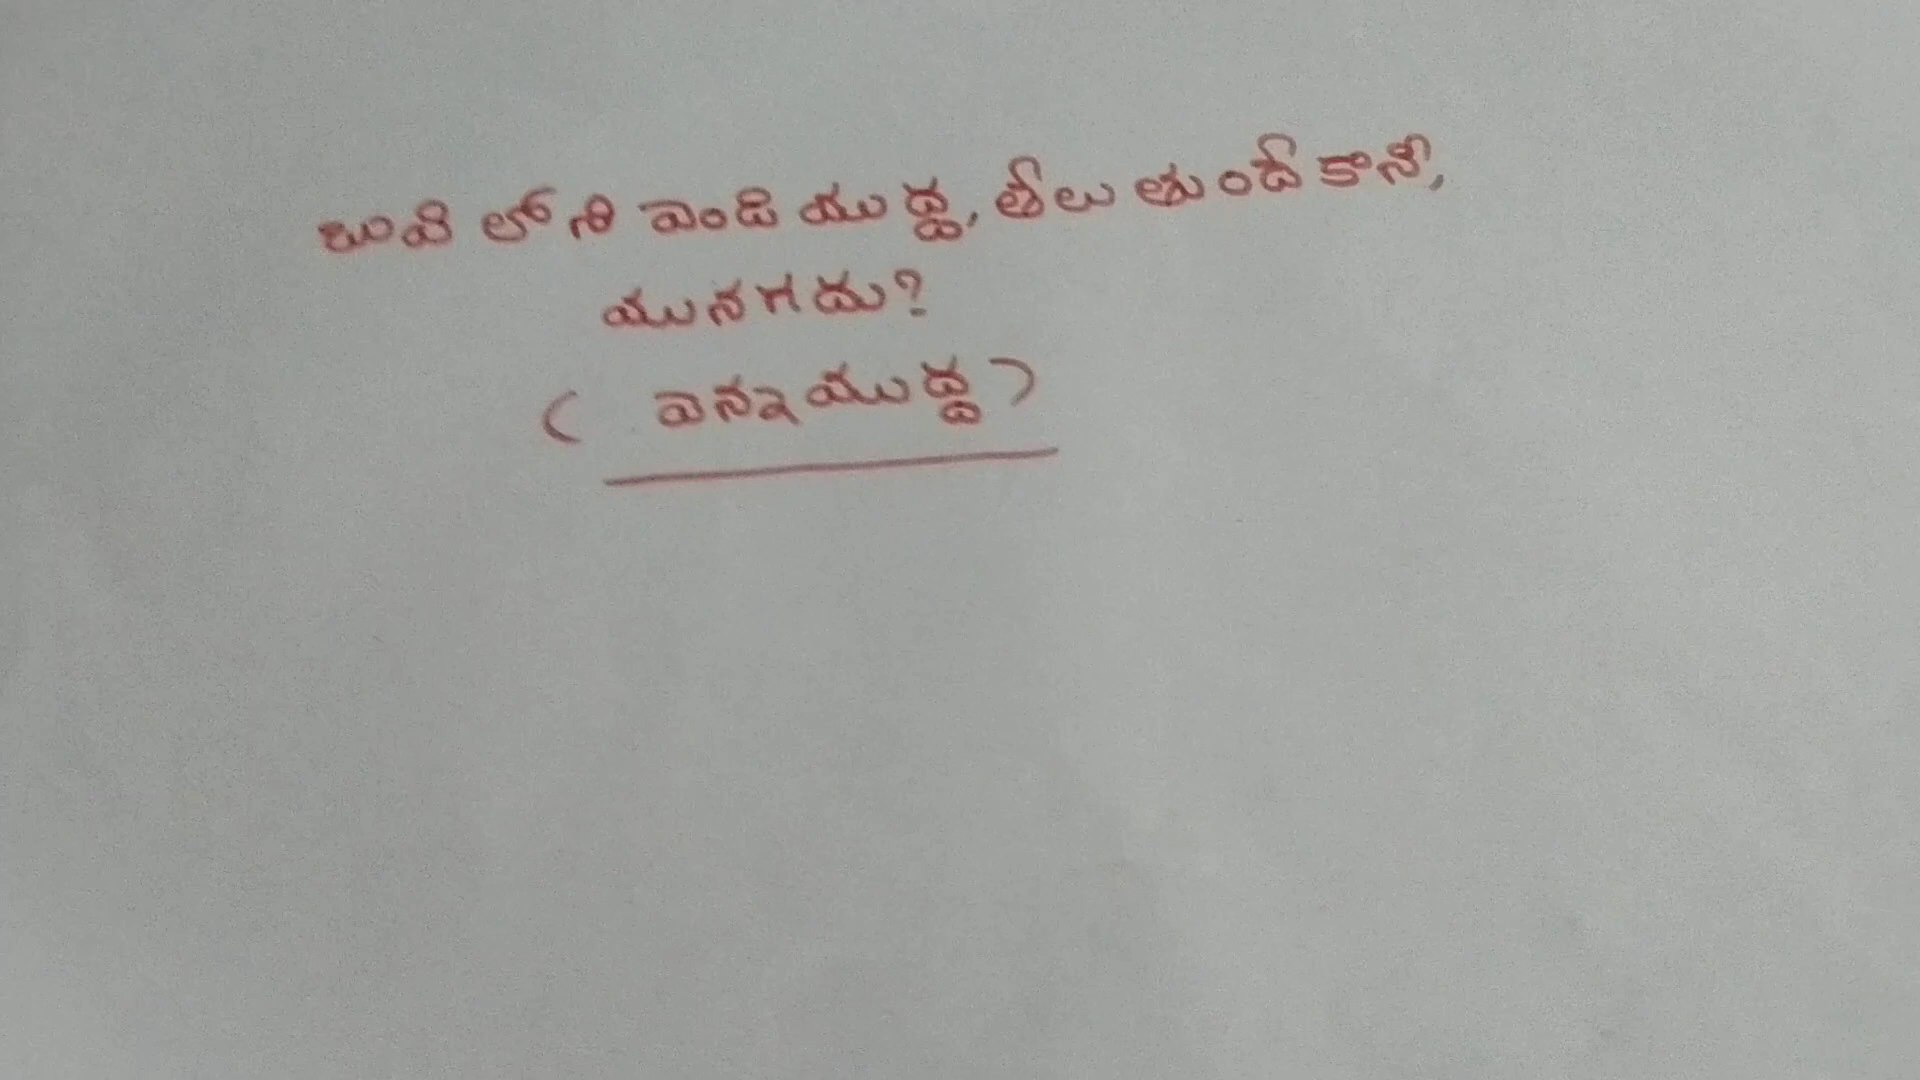 బువి లోని వెండి ముద్ద, తేలు తుందే కానీ,
మునగదు?
( వెన్నముద్ద )